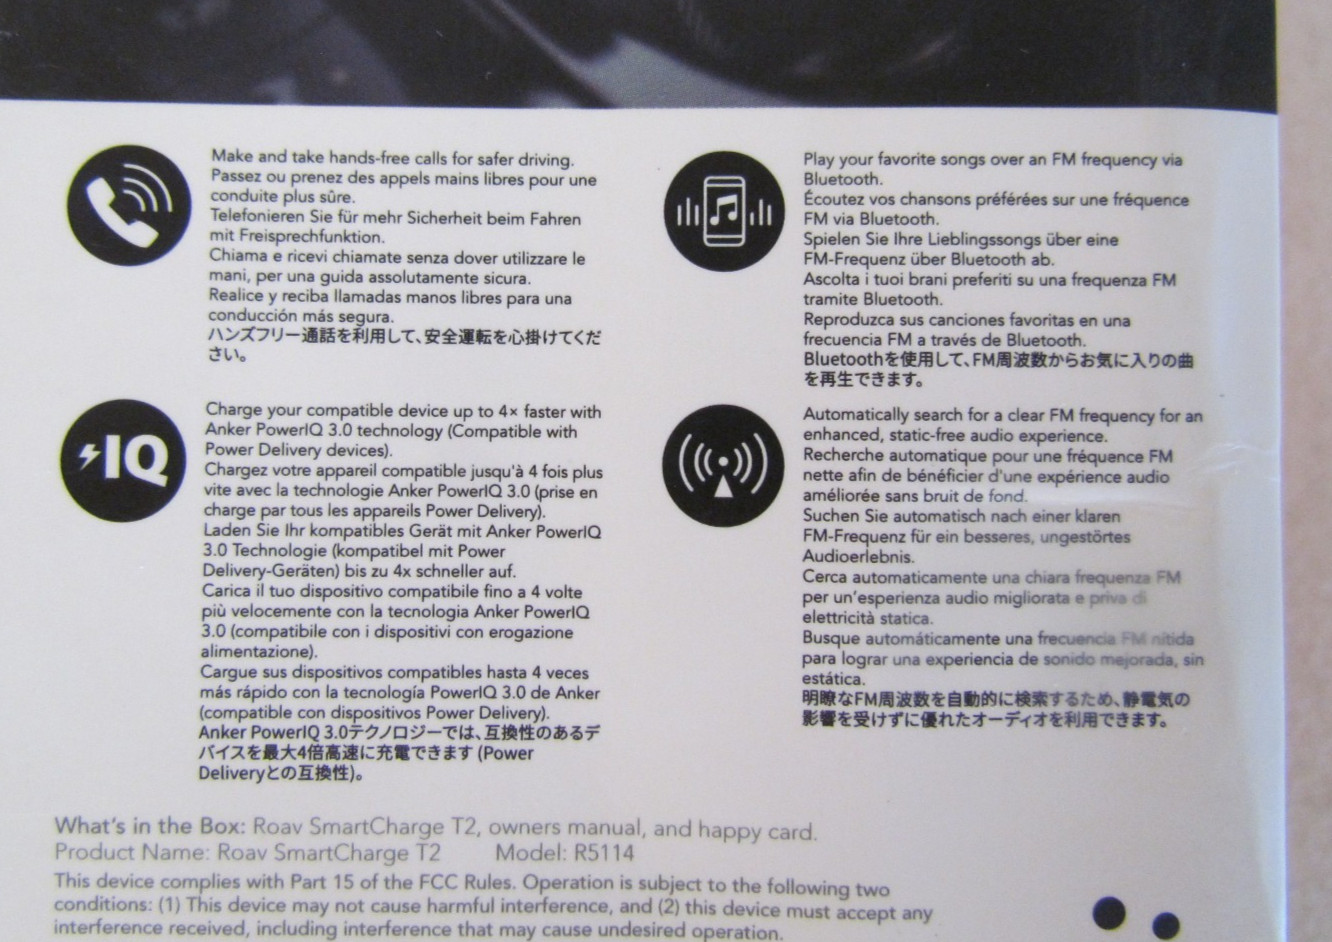 Make and take hands-free calls for safer driving.
Passez ou prenez des appels mains libres pour une
conduite plus sûre.
Telefonieren Sie für mehr Sicherheit beim Fahren
mit Freisprechfunktion.
Chiama e ricevi chiamate senza dover utilizzare le
mani, per una guida assolutamente sicura.
Realice y reciba llamadas manos libres para una
conducción más segura.
ハンズフリー通話を利用して、安全運転を心掛けてくだ
さい。
Play your favorite songs over an FM frequency via
Bluetooth.
Écoutez vos chansons préférées sur une fréquence
FM via Bluetooth.
Spielen Sie Ihre Lieblingssongs über eine
FM-Frequenz über Bluetooth ab.
Ascolta i tuoi brani preferiti su una frequenza FM
tramite Bluetooth.
Reproduzca sus canciones favoritas en una
frecuencia FM a través de Bluetooth.
Bluetoothを使用して、FM周波数からお気に入りの曲
を再生できます。
IQ
Charge your compatible device up to 4× faster with
Anker PowerIQ 3.0 technology (Compatible with
Power Delivery devices).
Chargez votre appareil compatible jusqu'à 4 fois plus
vite avec la technologie Anker PowerIQ 3.0 (prise en
charge par tous les appareils Power Delivery).
Laden Sie Ihr kompatibles Gerät mit Anker PowerIQ
3.0 Technologie (kompatibel mit Power
Delivery-Geräten) bis zu 4x schneller auf.
Carica il tuo dispositivo compatibile fino a 4 volte
più velocemente con la tecnologia Anker PowerIQ
3.0 (compatibile con i dispositivi con erogazione
alimentazione).
Cargue sus dispositivos compatibles hasta 4 veces
más rápido con la tecnología PowerIQ 3.0 de Anker
(compatible con dispositivos Power Delivery).
Anker PowerIQ 3.0テクノロジーでは、互換性のあるデ
バイスを最大4倍高速に充電できます (Power
Deliveryとの互換性)。
Automatically search for a clear FM frequency for an
enhanced, static-free audio experience.
Recherche automatique pour une fréquence FM
nette afin de bénéficier d'une expérience audio
améliorée sans bruit de fond.
Suchen Sie automatisch nach einer klaren
FM-Frequenz für ein besseres, ungestörtes
Audioerlebnis.
Cerca automaticamente una chiara frequenza FM
per un'esperienza audio migliorata e priva di
elettricità statica.
Busque automáticamente una frecuencia FM nítida
para lograr una experiencia de sonido mejorada, sin
estática.
明瞭なFM周波数を自動的に検索するため、静電気の
影響を受けずに優れたオーディオを利用できます。
What's in the Box: Roav SmartCharge T2, owners manual, and happy card.
Product Name: Roav SmartCharge T2 Model: R5114
This device complies with Part 15 of the FCC Rules. Operation is subject to the following two
conditions: (1) This device may not cause harmful interference, and (2) this device must accept any
interference received, including interference that may cause undesired operation.